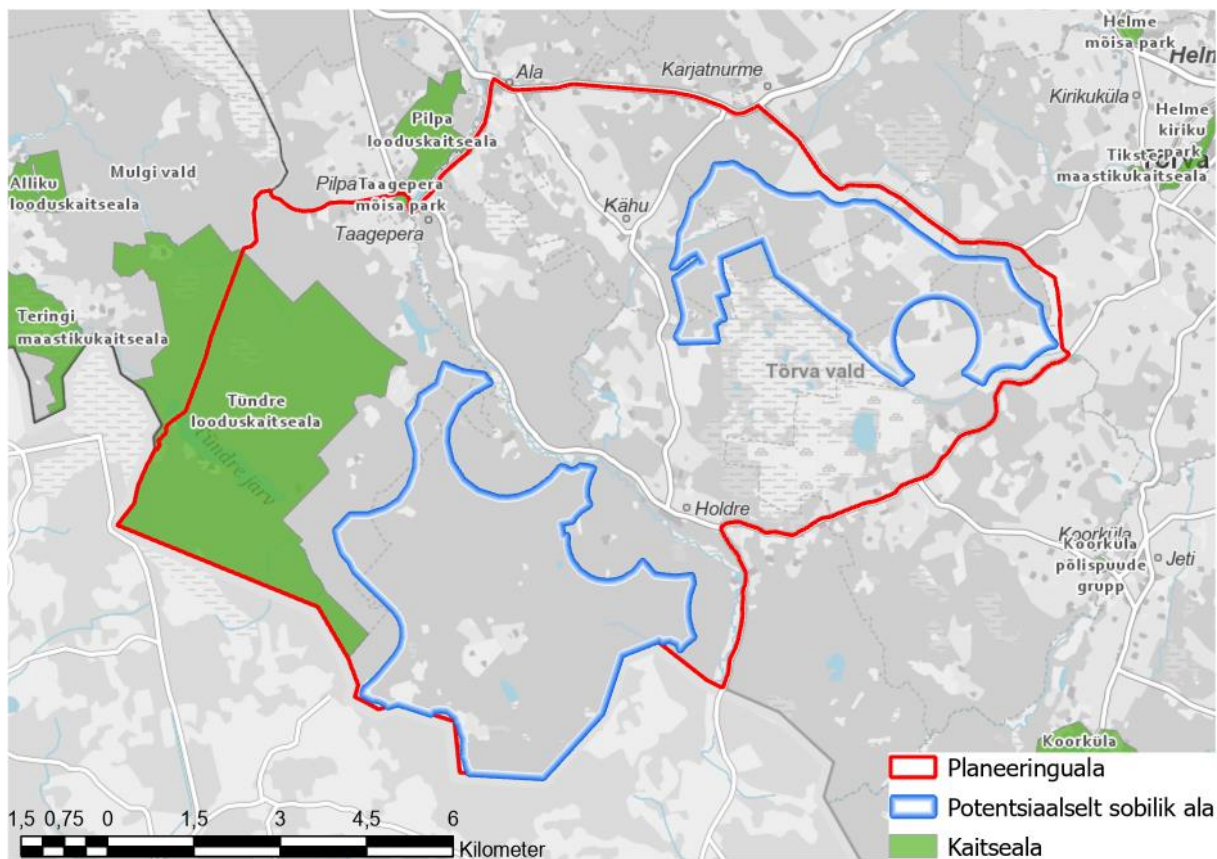 Helme
mõisa park
Helm
Ala
Karjatnurme
Kirikuküla
Pilpa
looduskaitseala
Helme
kiriku
park
Tikste
maastikukaitseala
Mulgi vald
Alliku
looduskaitseala
Pilpa
Taagepera
mõisa park
Taagepera
Kähu
Teringi
maastikukaitseala
Tõrva vald
Tündre
looduskaitseala
Tündre järv
Holdre
Koorküla
Koorküla
põlispuude
grupp
Jeti
Koorküla
Planeeringuala
Potentsiaalselt sobilik ala
Kaitseala
1,5 0,75 0 1,5 3 4,5 6
Kilometer